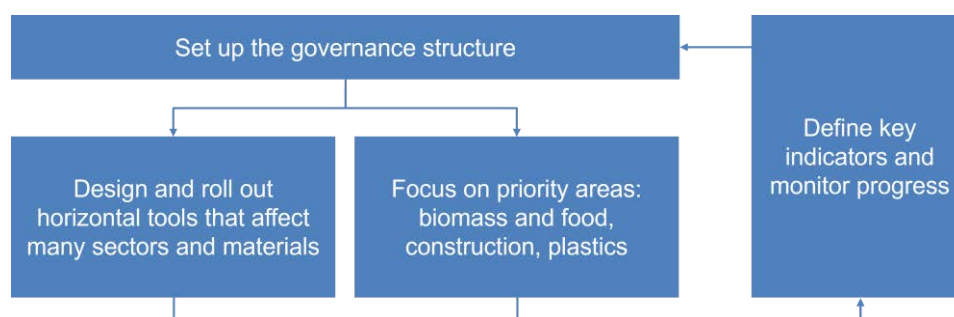 Set up the governance structure
Design and roll out
horizontal tools that affect
many sectors and materials
Focus on priority areas:
biomass and food,
construction, plastics
Define key
indicators and
monitor progress